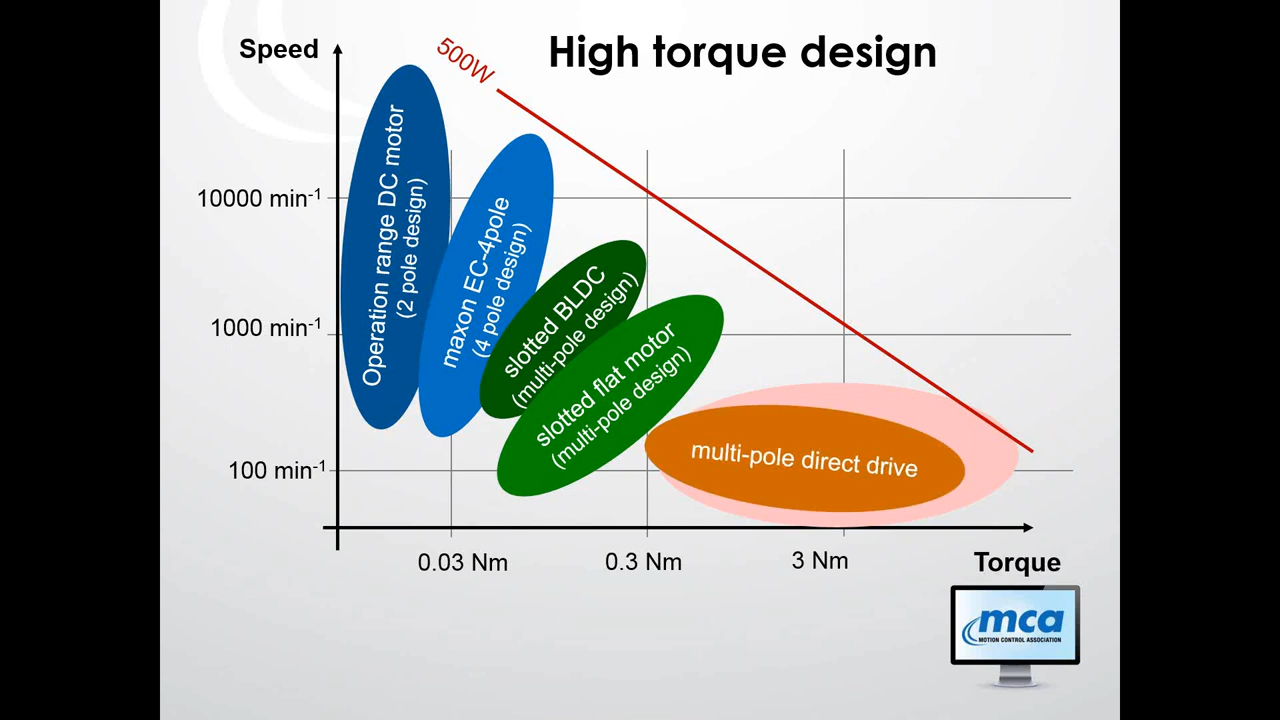 High torque design
Speed
500W
10000 min-1
1000 min-1
100 min-1
Operation range DC motor
(2 pole design)
maxon EC-4pole
(4 pole design)
slotted BLDC
(multi-pole design)
slotted flat motor
(multi-pole design)
multi-pole direct drive
0.03 Nm
0.3 Nm
3 Nm
Torque
mca
MOTION CONTROL ASSOCIATION